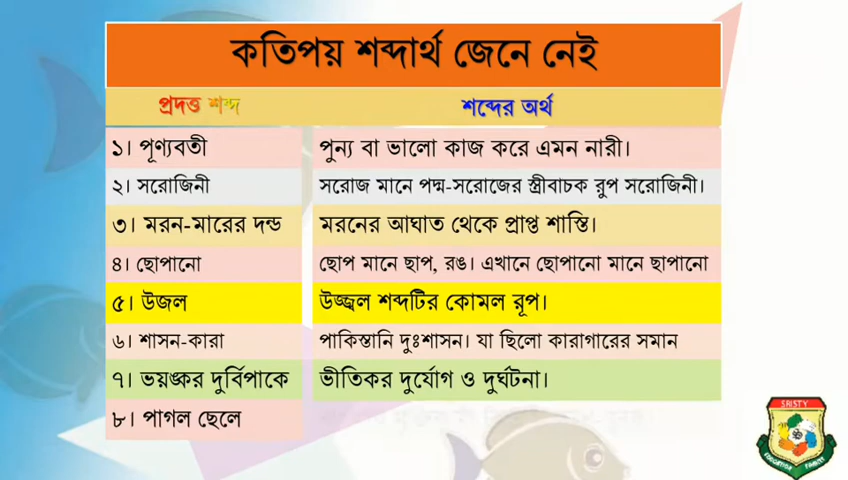 কতিপয় শব্দার্থ জেনে নেই
প্রদত্ত শব্দ শব্দের অর্থ
১। পূণ্যবতী পুন্য বা ভালো কাজ করে এমন নারী।
২। সরোজিনী সরোজ মানে পদ্ম-সরোজের স্ত্রীবাচক রুপ সরোজিনী।
৩। মরন-মারের দন্ড মরনের আঘাত থেকে প্রাপ্ত শাস্তি।
৪। ছোপানো ছোপ মানে ছাপ, রঙ। এখানে ছোপানো মানে ছাপানো
৫। উজল উজ্জ্বল শব্দটির কোমল রূপ।
৬। শাসন-কারা পাকিস্তানি দুঃশাসন। যা ছিলো কারাগারের সমান
৭। ভয়ঙ্কর দুর্বিপাকে ভীতিকর দুর্যোগ ও দুর্ঘটনা।
৮। পাগল ছেলে
SRISTY
EDUCATION FAMILY